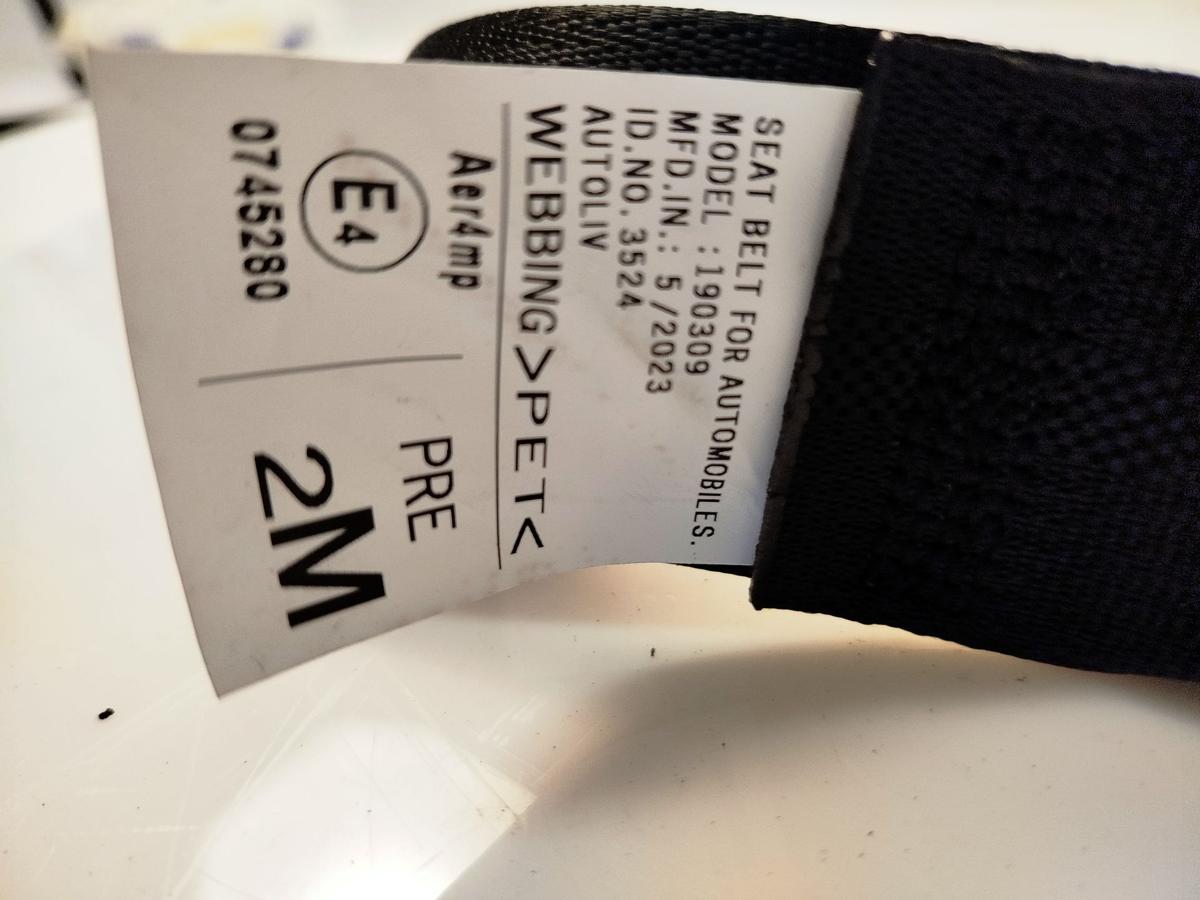 SEAT BELT FOR AUTOMOBILES.
MODEL :190309
MFD.IN.: 5 /2023
ID.NO. 3524
AUTOLIV
WEBBING>PET<
Aer4mp
E4
0745280
PRE
2M